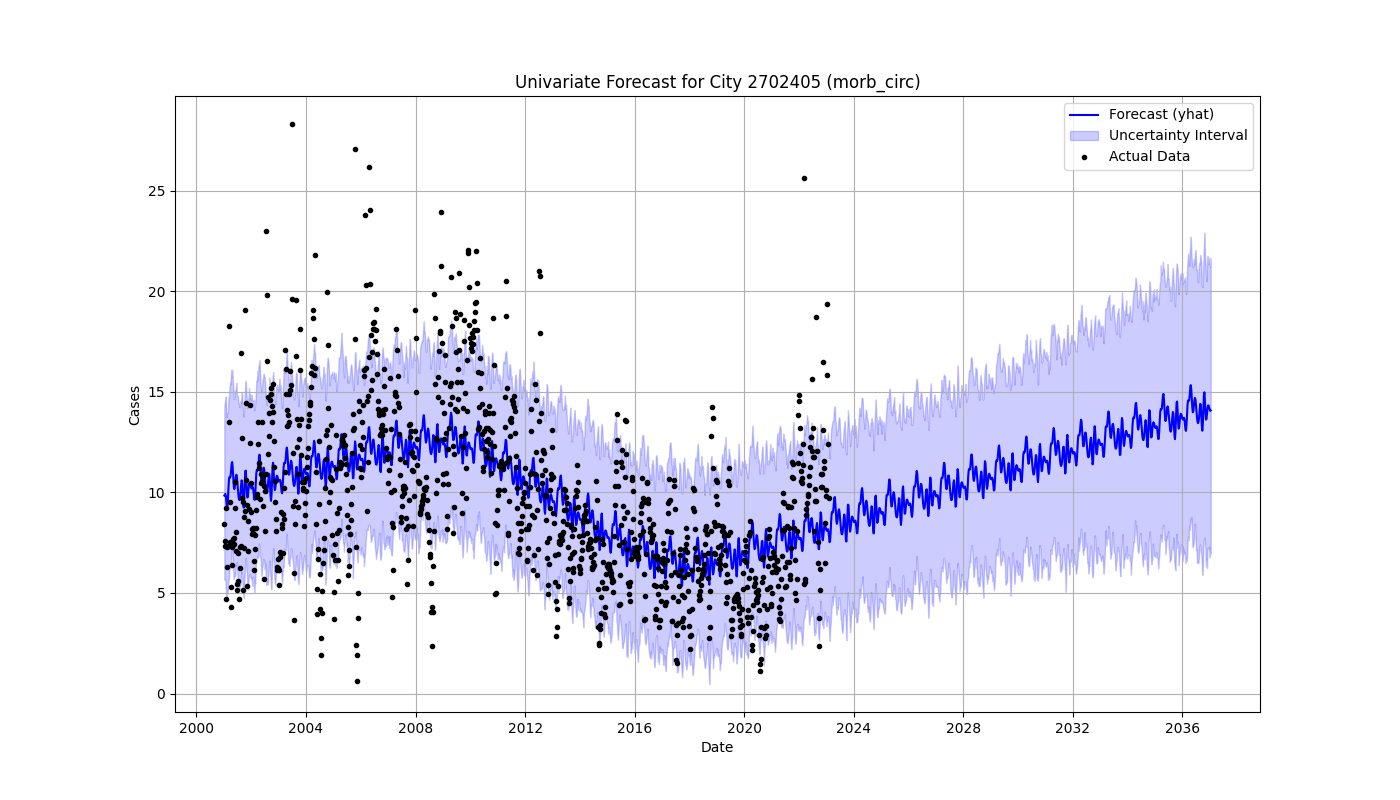 Univariate Forecast for City 2702405 (morb_circ)
Forecast (yhat)
Uncertainty Interval
Actual Data
25
20
15
10
5
0
Cases
2000 2004 2008 2012 2016 2020 2024 2028 2032 2036
Date